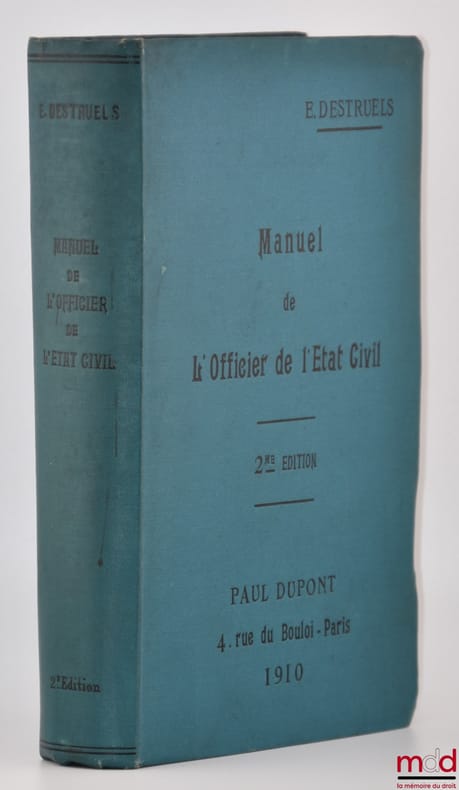 E. DESTRUELS
MANUEL
DE
L'OFFICIER
DE
L'ETAT CIVIL
2e Edition
E. DESTRUELS
Manuel
de
L'Officier de l'Etat Civil
2ME EDITION
PAUL DUPONT
4. rue du Bouloi - Paris
1910
mdd
la mémoire du droit